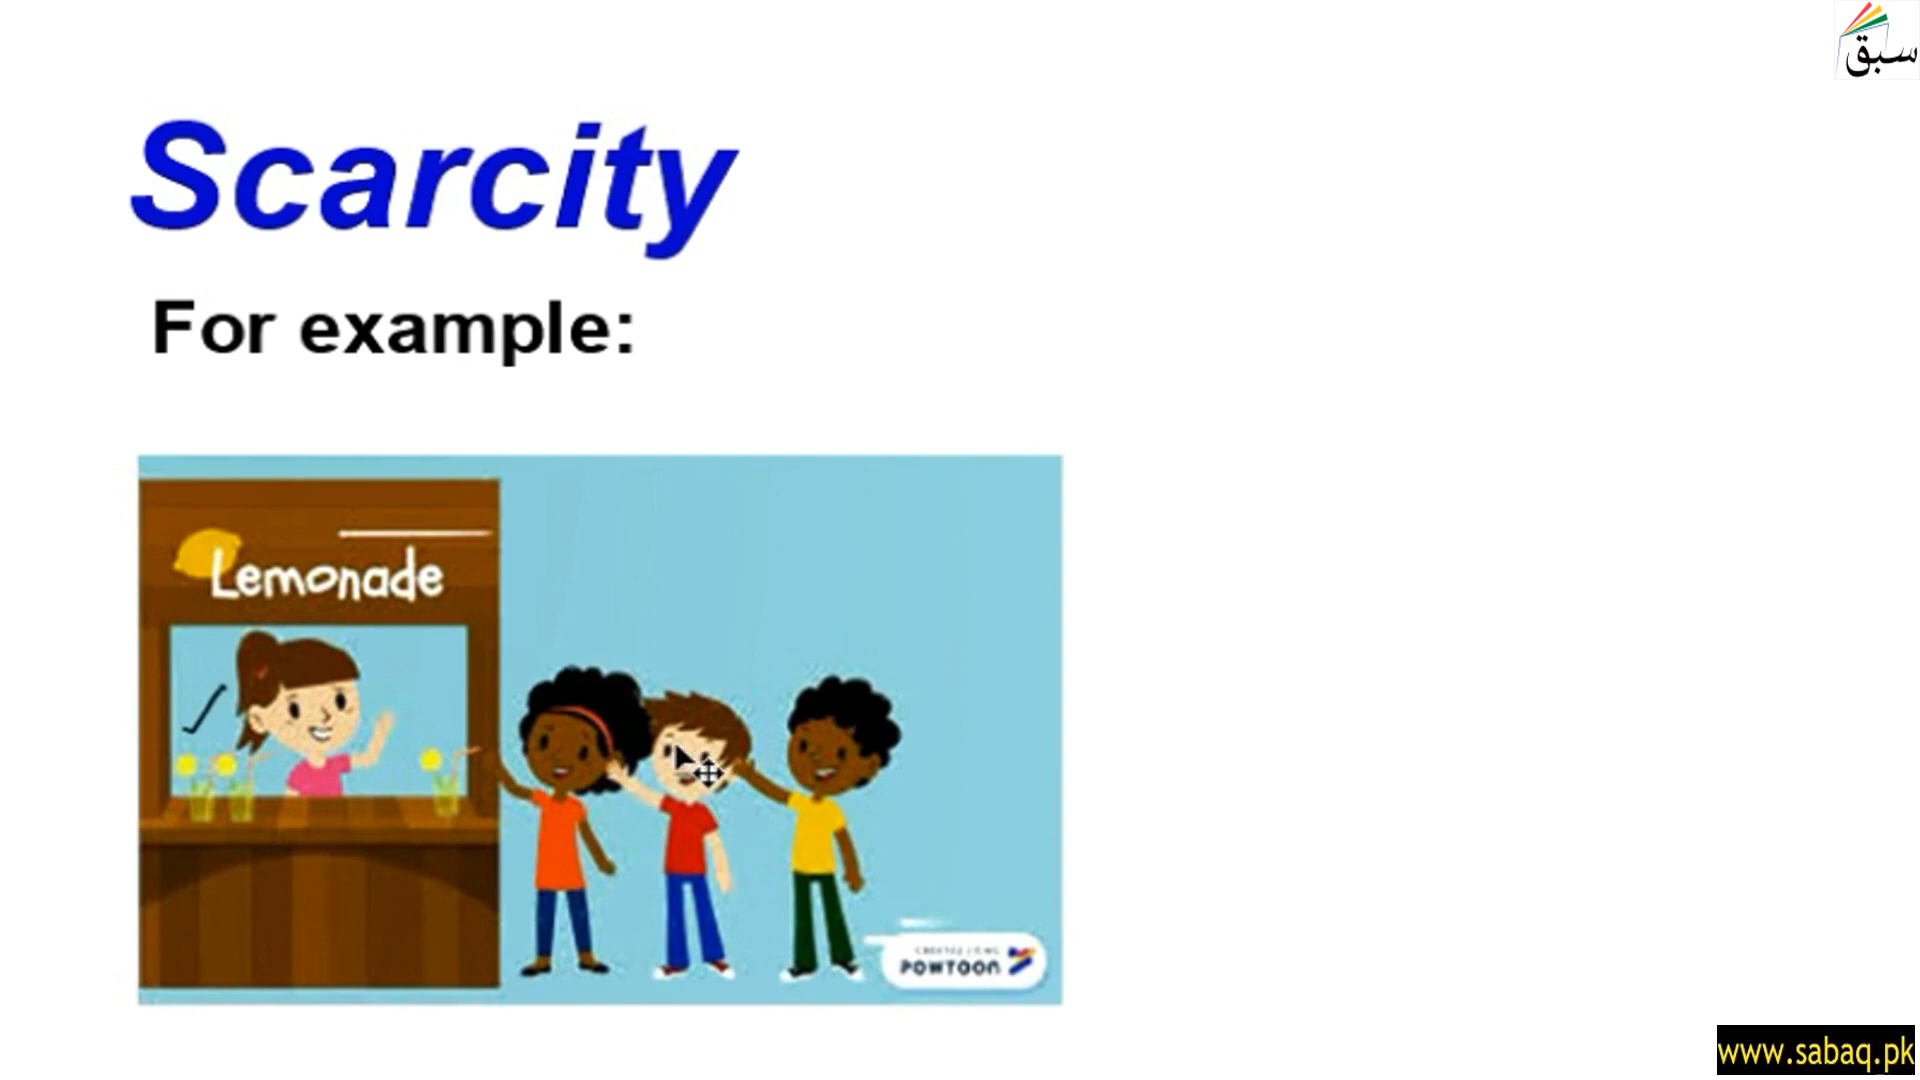 سبق
Scarcity
For example:
Lemonade
POWTOON
www.sabaq.pk